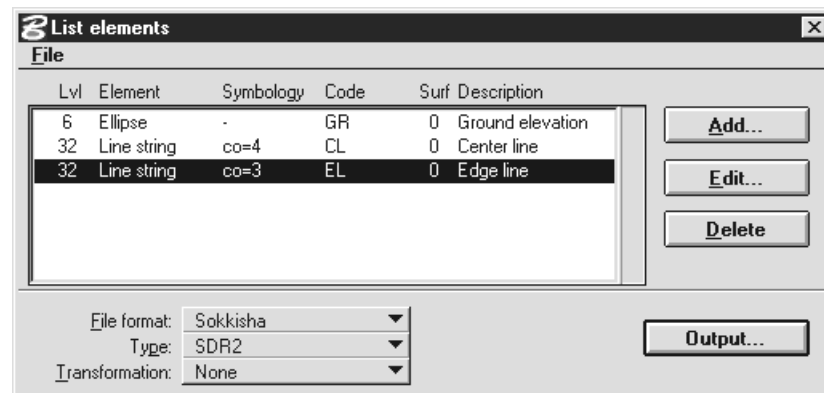 List elements
File
Lvl Element Symbology Code Surf Description
6 Ellipse - GR 0 Ground elevation
32 Line string co=4 CL 0 Center line
32 Line string co=3 EL 0 Edge line
Add...
Edit...
Delete
File format: Sokkisha
Type: SDR2
Transformation: None
Output...